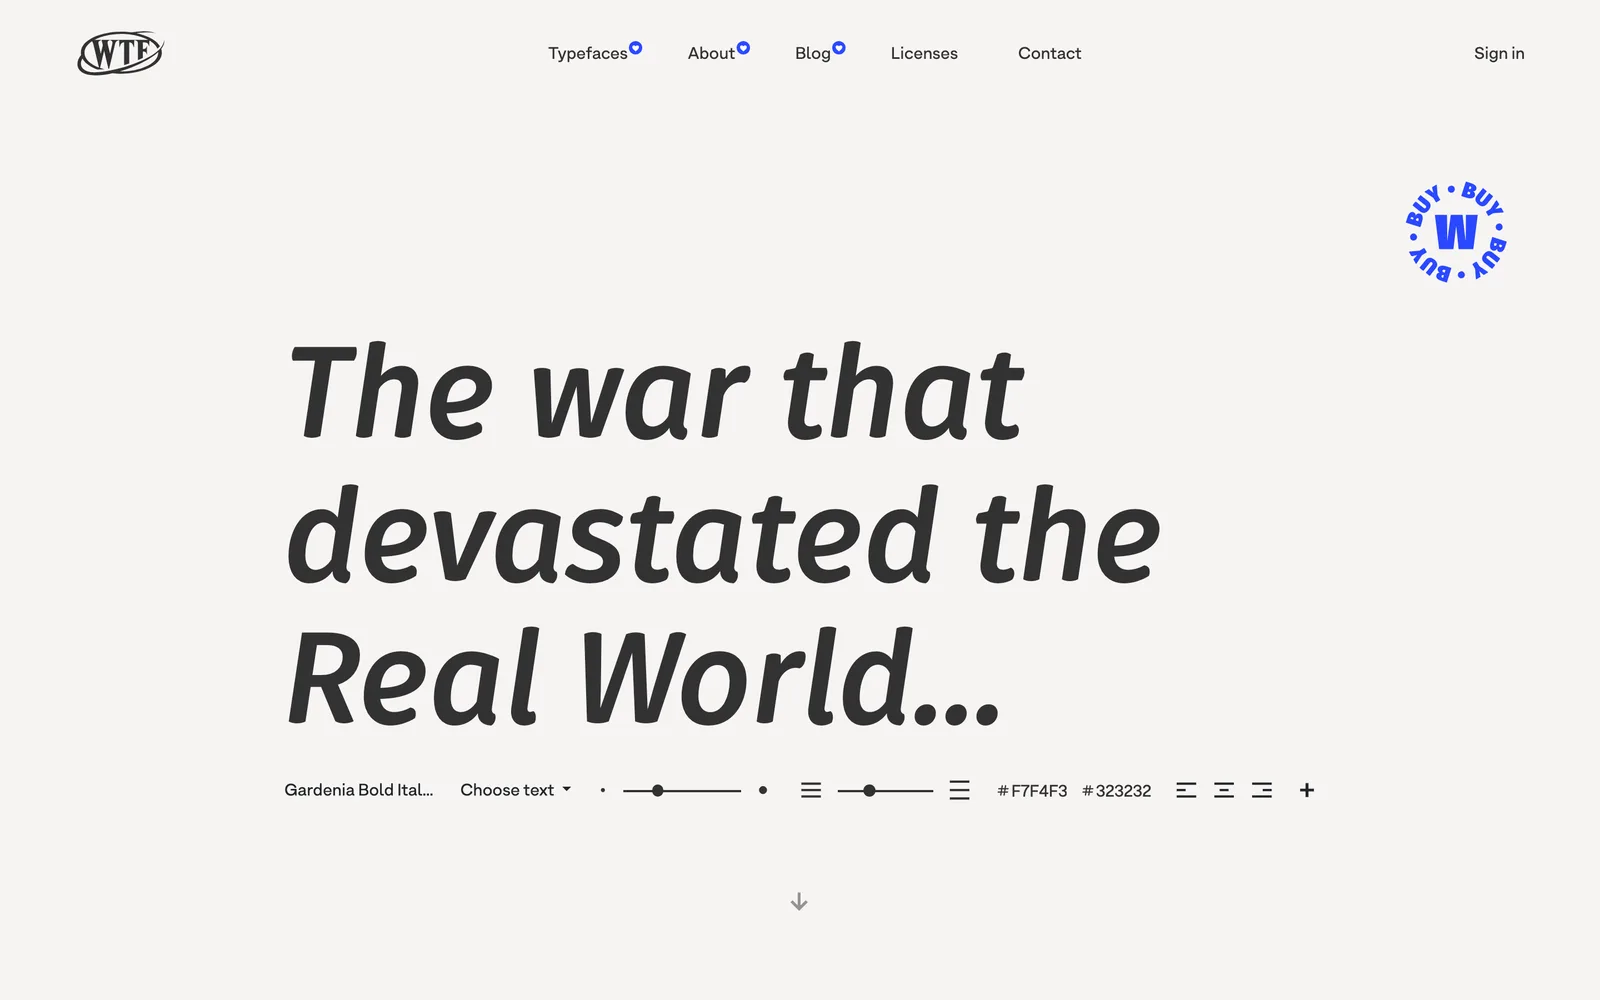 WTF
Typefaces
About
Blog
Licenses
Contact
Sign in
BUY • BUY • BUY • BUY •
W
The war that
devastated the
Real World...
Gardenia Bold Ital...
Choose text
#F7F4F3
#323232
+